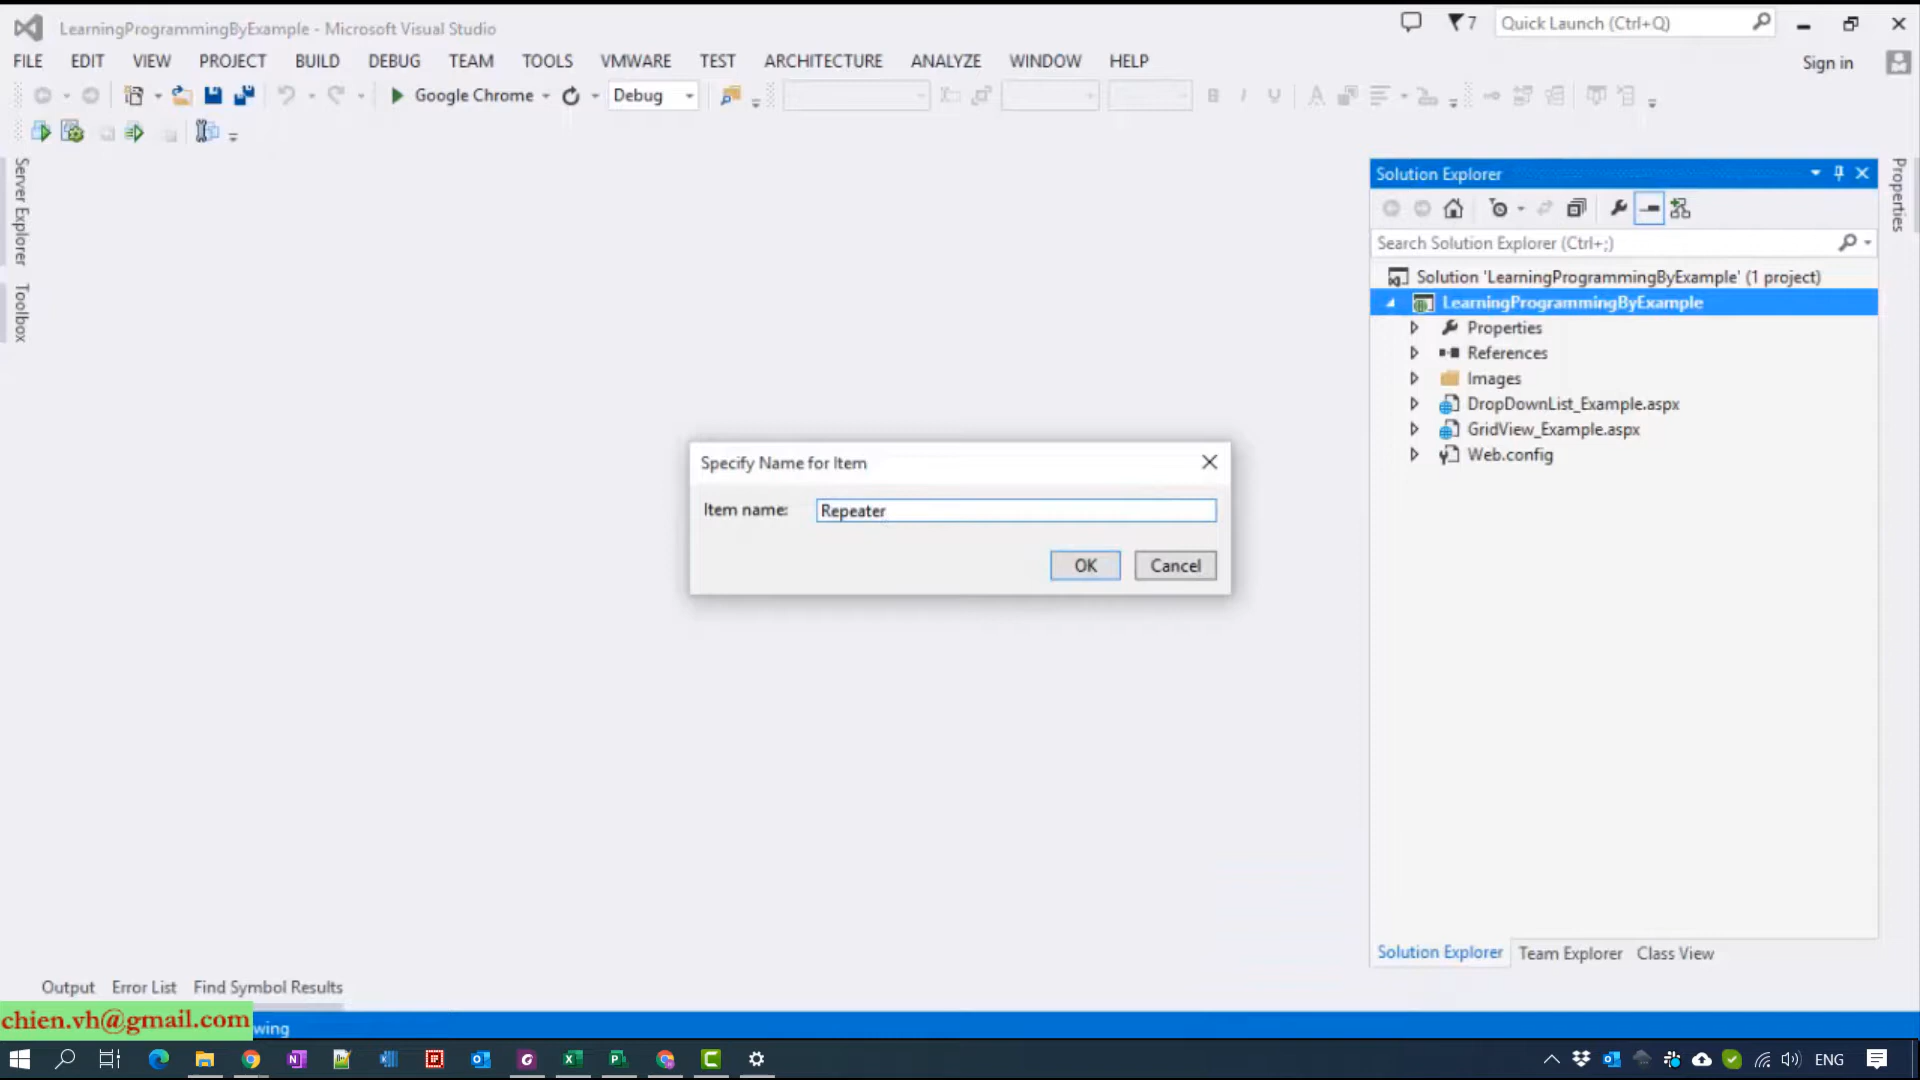 LearningProgrammingByExample - Microsoft Visual Studio
7
Quick Launch (Ctrl+Q)
FILE EDIT VIEW PROJECT BUILD DEBUG TEAM TOOLS VMWARE TEST ARCHITECTURE ANALYZE WINDOW HELP
Sign in
Google Chrome
Debug
Server Explorer
Toolbox
Properties
Solution Explorer
Search Solution Explorer (Ctrl+;)
Solution 'LearningProgrammingByExample' (1 project)
LearningProgrammingByExample
Properties
References
Images
DropDownList_Example.aspx
GridView_Example.aspx
Web.config
Specify Name for Item
Item name: Repeater
OK Cancel
Solution Explorer Team Explorer Class View
Output Error List Find Symbol Results
chien.vh@gmail.com
wing
ENG